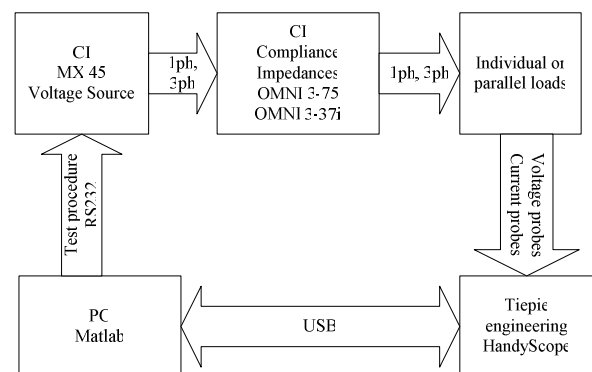 CI
MX 45
Voltage Source
1ph,
3ph
CI
Compliance
Impedances
OMNI 3-75
OMNI 3-37i
1ph, 3ph
Individual or
parallel loads
Test procedure
RS232
Voltage probes
Current probes
PC
Matlab
USB
Tiepie
engineering
HandyScope